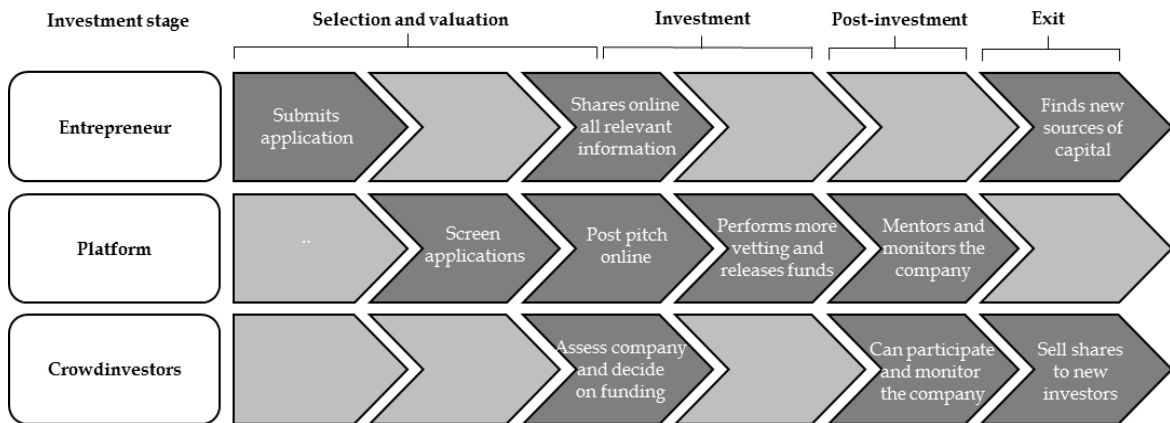 Investment stage
Selection and valuation
Investment
Post-investment
Exit
Entrepreneur
Submits
application
Shares online
all relevant
information
Finds new
sources of
capital
Platform
..
Screen
applications
Post pitch
online
Performs more
vetting and
releases funds
Mentors and
monitors the
company
Crowdinvestors
Assess company
and decide
on funding
Can participate
and monitor
the company
Sell shares
to new
investors